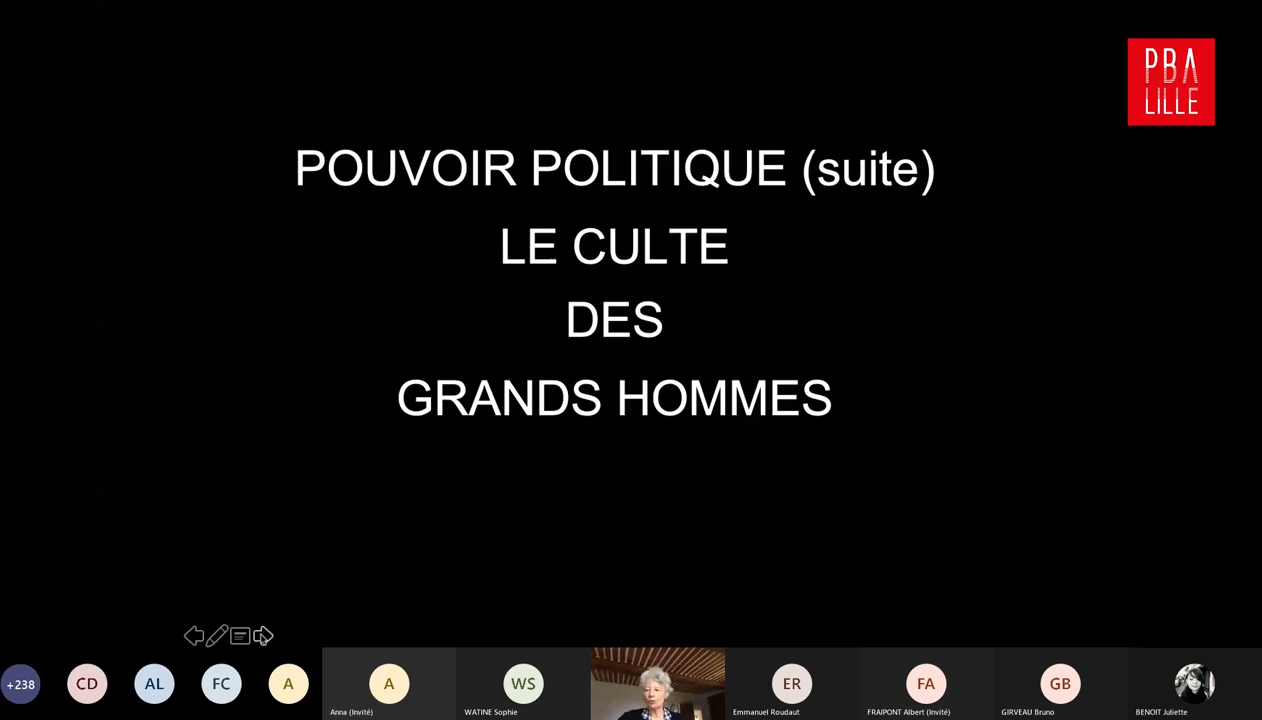 PBA
LILLE
POUVOIR POLITIQUE (suite)
LE CULTE
DES
GRANDS HOMMES
+238
CD
AL
FC
A
A
WS
ER
FA
GB
Anna (Invité)
WATINE Sophie
Emmanuel Roudaut
FRAIPONT Albert (Invité)
GIRVEAU Bruno
BENOIT Juliette